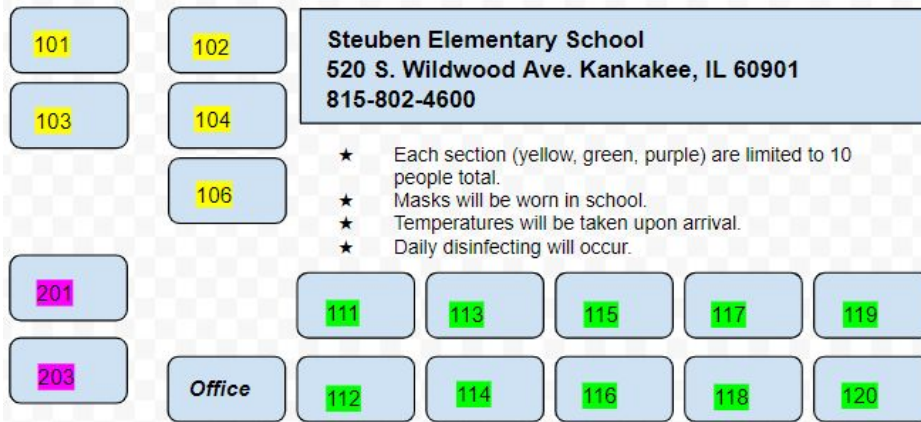 101
102
Steuben Elementary School
520 S. Wildwood Ave. Kankakee, IL 60901
815-802-4600
103
104
★ Each section (yellow, green, purple) are limited to 10
people total.
★ Masks will be worn in school.
★ Temperatures will be taken upon arrival.
★ Daily disinfecting will occur.
106
201
111
113
115
117
119
203
Office
112
114
116
118
120